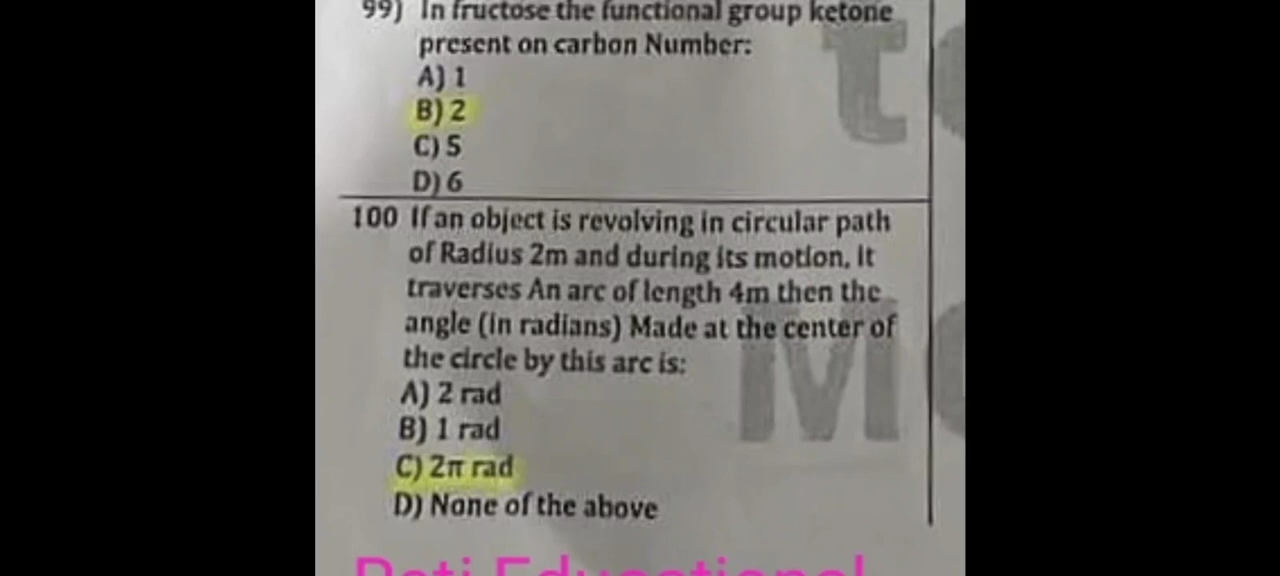 99) In fructose the functional group ketone
present on carbon Number:
A) 1
B) 2
C) 5
D) 6
100 If an object is revolving in circular path
of Radius 2m and during its motion, it
traverses An arc of length 4m then the
angle (in radians) Made at the center of
the circle by this arc is:
A) 2 rad
B) 1 rad
C) 2π rad
D) None of the above
Educational